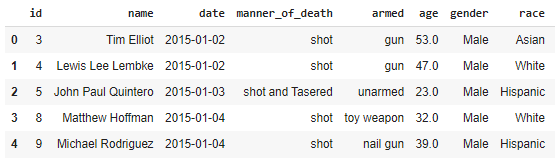 id name date manner_of_death armed age gender race
0 3 Tim Elliot 2015-01-02 shot gun 53.0 Male Asian
1 4 Lewis Lee Lembke 2015-01-02 shot gun 47.0 Male White
2 5 John Paul Quintero 2015-01-03 shot and Tasered unarmed 23.0 Male Hispanic
3 8 Matthew Hoffman 2015-01-04 shot toy weapon 32.0 Male White
4 9 Michael Rodriguez 2015-01-04 shot nail gun 39.0 Male Hispanic